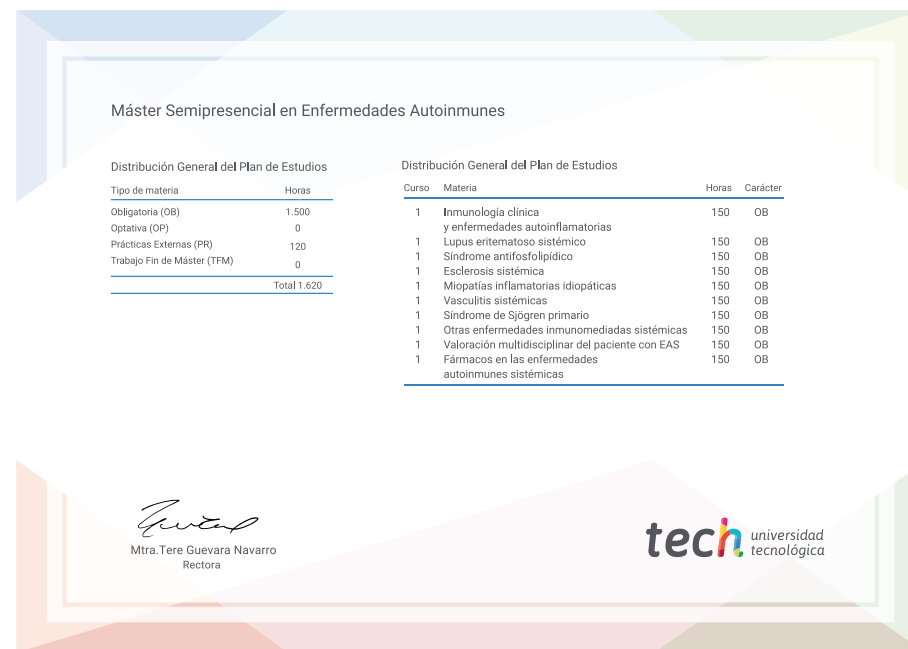 Máster Semipresencial en Enfermedades Autoinmunes
Distribución General del Plan de Estudios
Tipo de materia Horas
Obligatoria (OB) 1.500
Optativa (OP) 0
Prácticas Externas (PR) 120
Trabajo Fin de Máster (TFM) 0
Total 1.620
Distribución General del Plan de Estudios
Curso Materia Horas Carácter
1 Inmunología clínica 150 OB
y enfermedades autoinflamatorias
1 Lupus eritematoso sistémico 150 OB
1 Síndrome antifosfolipídico 150 OB
1 Esclerosis sistémica 150 OB
1 Miopatías inflamatorias idiopáticas 150 OB
1 Vasculitis sistémicas 150 OB
1 Síndrome de Sjögren primario 150 OB
1 Otras enfermedades inmunomediadas sistémicas 150 OB
1 Valoración multidisciplinar del paciente con EAS 150 OB
1 Fármacos en las enfermedades 150 OB
autoinmunes sistémicas
Mtra.Tere Guevara Navarro
Rectora
tech universidad
tecnológica